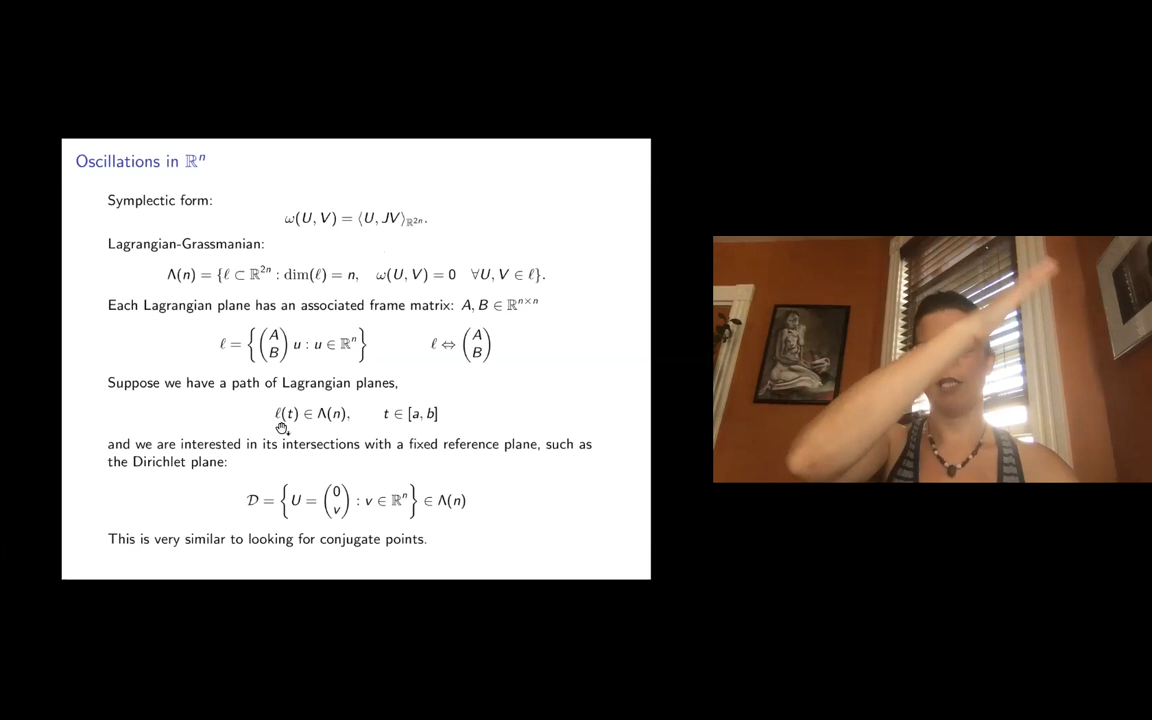 Oscillations in ℝⁿ
Symplectic form:
ω(U, V) = ⟨U, JV⟩_{ℝ²ⁿ}.
Lagrangian-Grassmanian:
Λ(n) = {ℓ ⊂ ℝ²ⁿ : dim(ℓ) = n, ω(U, V) = 0 ∀U, V ∈ ℓ}.
Each Lagrangian plane has an associated frame matrix: A, B ∈ ℝⁿˣⁿ
ℓ = { (A B) u : u ∈ ℝⁿ } ℓ ⇔ (A B)
Suppose we have a path of Lagrangian planes,
ℓ(t) ∈ Λ(n), t ∈ [a, b]
and we are interested in its intersections with a fixed reference plane, such as
the Dirichlet plane:
𝒟 = { U = (0 v) : v ∈ ℝⁿ } ∈ Λ(n)
This is very similar to looking for conjugate points.